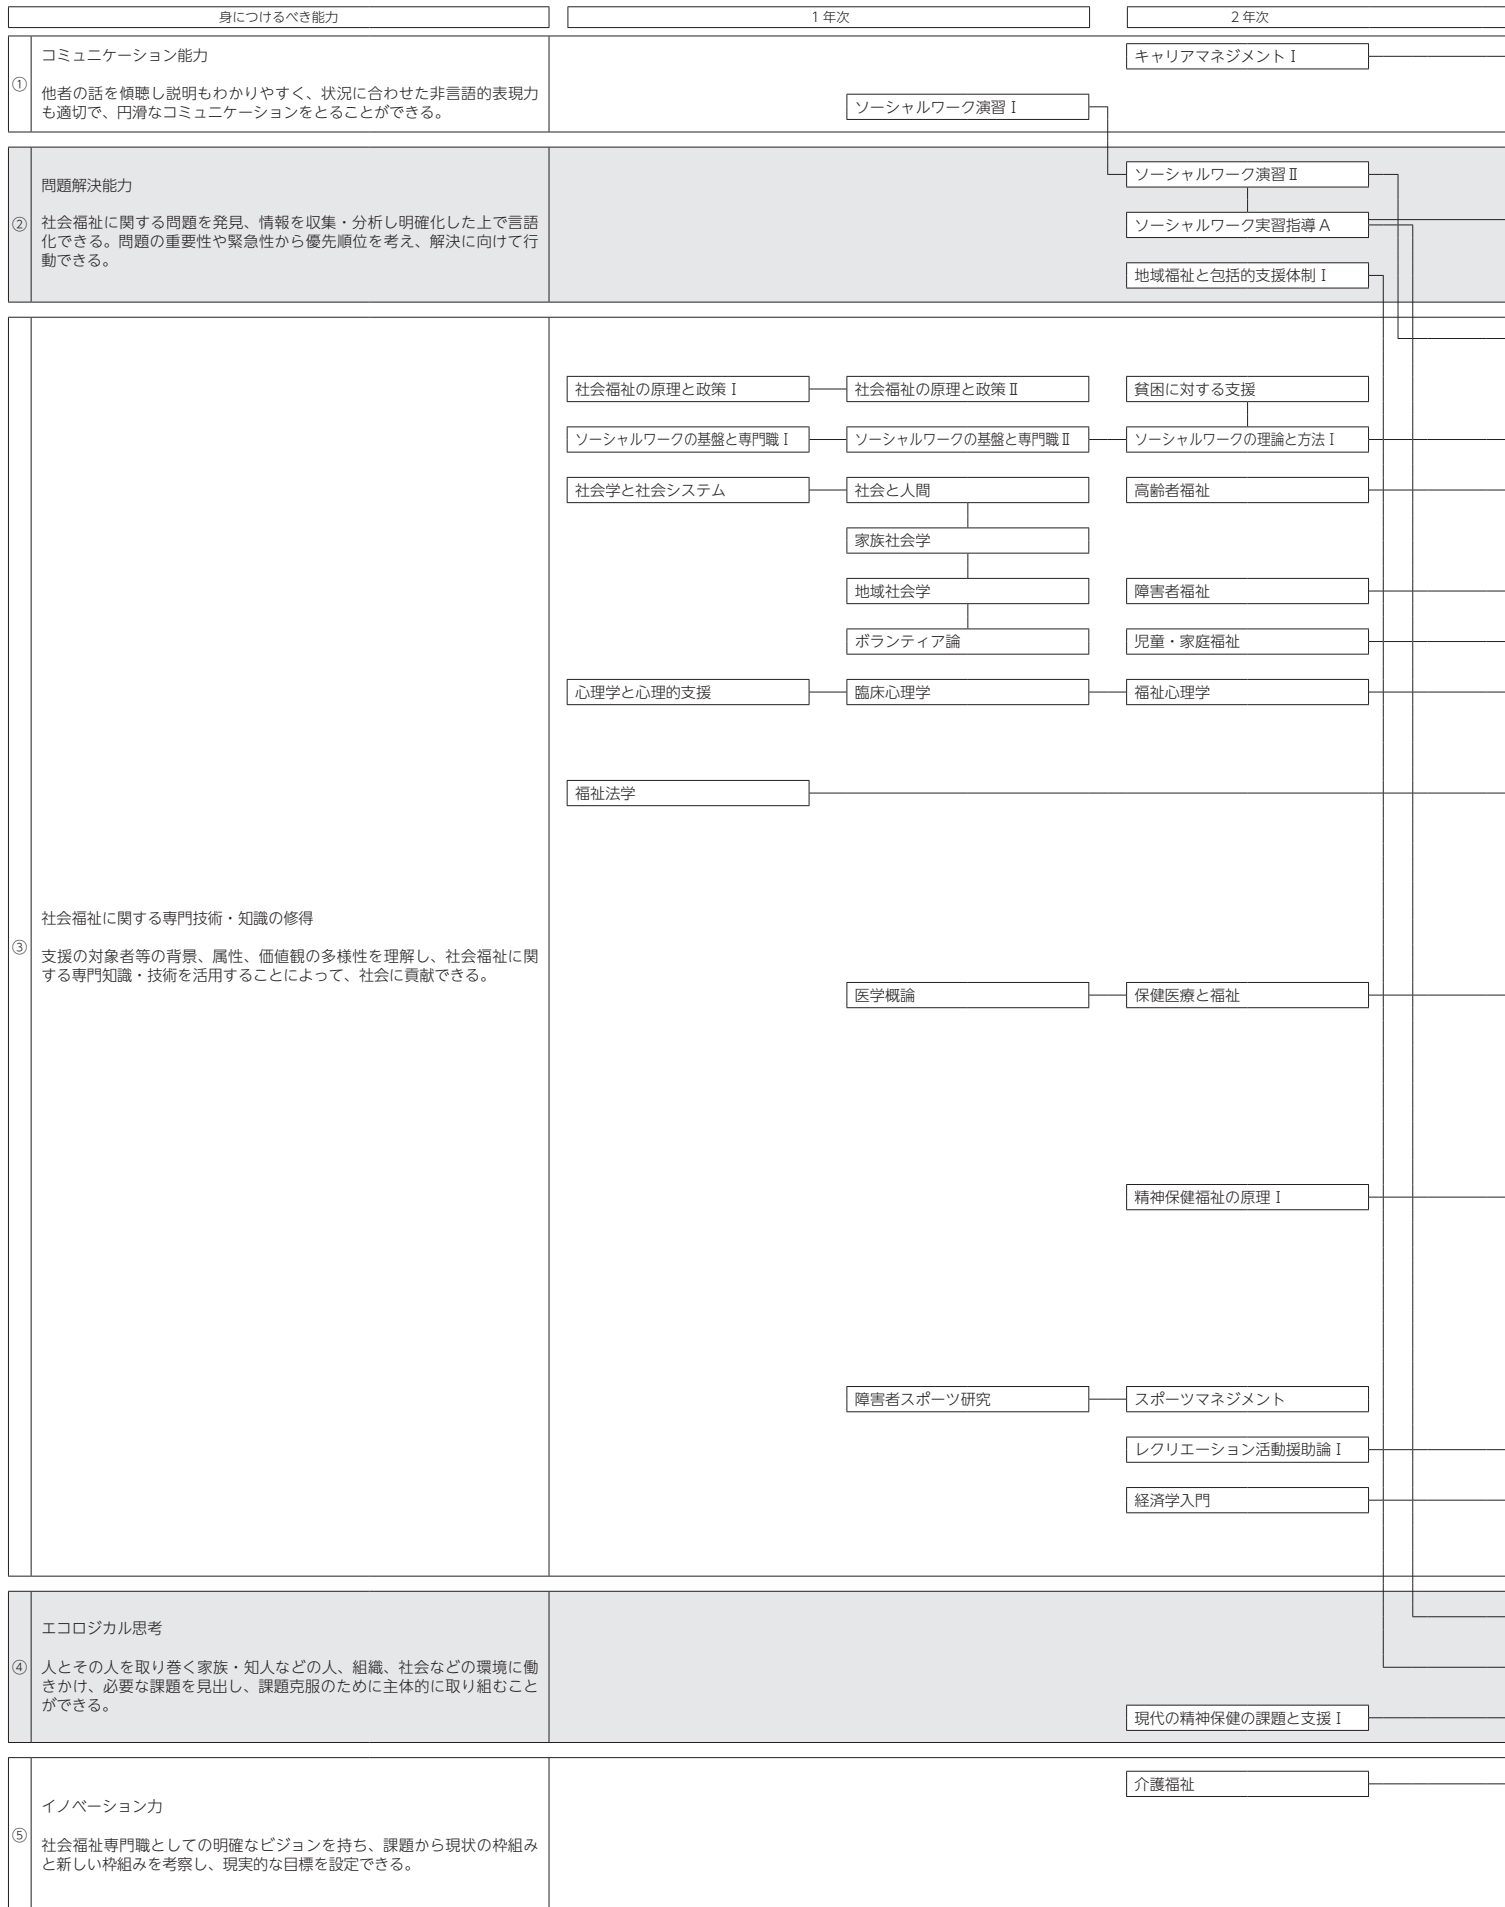 身につけるべき能力
1 年次
2 年次
①
コミュニケーション能力
他者の話を傾聴し説明もわかりやすく、状況に合わせた非言語的表現力
も適切で、円滑なコミュニケーションをとることができる。
キャリアマネジメントⅠ
ソーシャルワーク演習Ⅰ
②
問題解決能力
社会福祉に関する問題を発見、情報を収集・分析し明確化した上で言語
化できる。問題の重要性や緊急性から優先順位を考え、解決に向けて行
動できる。
ソーシャルワーク演習Ⅱ
ソーシャルワーク実習指導 A
地域福祉と包括的支援体制Ⅰ
③
社会福祉に関する専門技術・知識の修得
支援の対象者等の背景、属性、価値観の多様性を理解し、社会福祉に関
する専門知識・技術を活用することによって、社会に貢献できる。
社会福祉の原理と政策Ⅰ
社会福祉の原理と政策Ⅱ
貧困に対する支援
ソーシャルワークの基盤と専門職Ⅰ
ソーシャルワークの基盤と専門職Ⅱ
ソーシャルワークの理論と方法Ⅰ
社会学と社会システム
社会と人間
高齢者福祉
家族社会学
地域社会学
障害者福祉
ボランティア論
児童・家庭福祉
心理学と心理的支援
臨床心理学
福祉心理学
福祉法学
医学概論
保健医療と福祉
精神保健福祉の原理Ⅰ
障害者スポーツ研究
スポーツマネジメント
レクリエーション活動援助論Ⅰ
経済学入門
④
エコロジカル思考
人とその人を取り巻く家族・知人などの人、組織、社会などの環境に働
きかけ、必要な課題を見出し、課題克服のために主体的に取り組むこと
ができる。
現代の精神保健の課題と支援Ⅰ
⑤
イノベーション力
社会福祉専門職としての明確なビジョンを持ち、課題から現状の枠組み
と新しい枠組みを考察し、現実的な目標を設定できる。
介護福祉